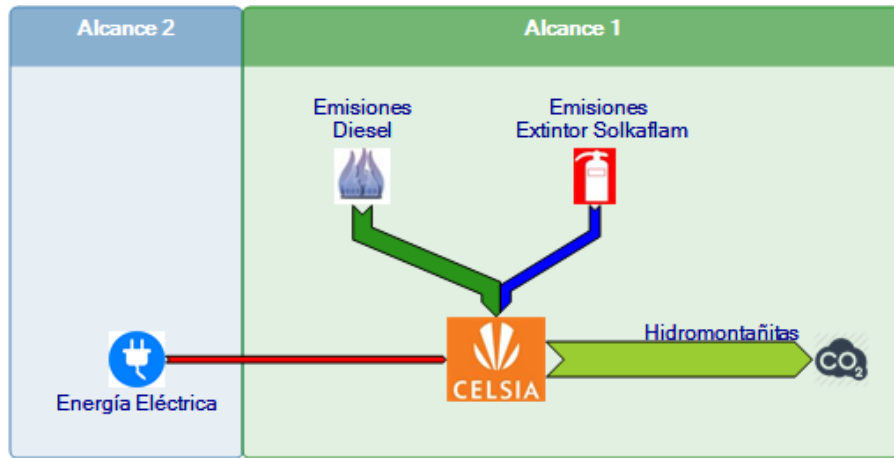 Alcance 2
Alcance 1
Emisiones
Diesel
Emisiones
Extintor Solkaflam
Hidromontañitas
CELSIA
CO2
Energía Eléctrica